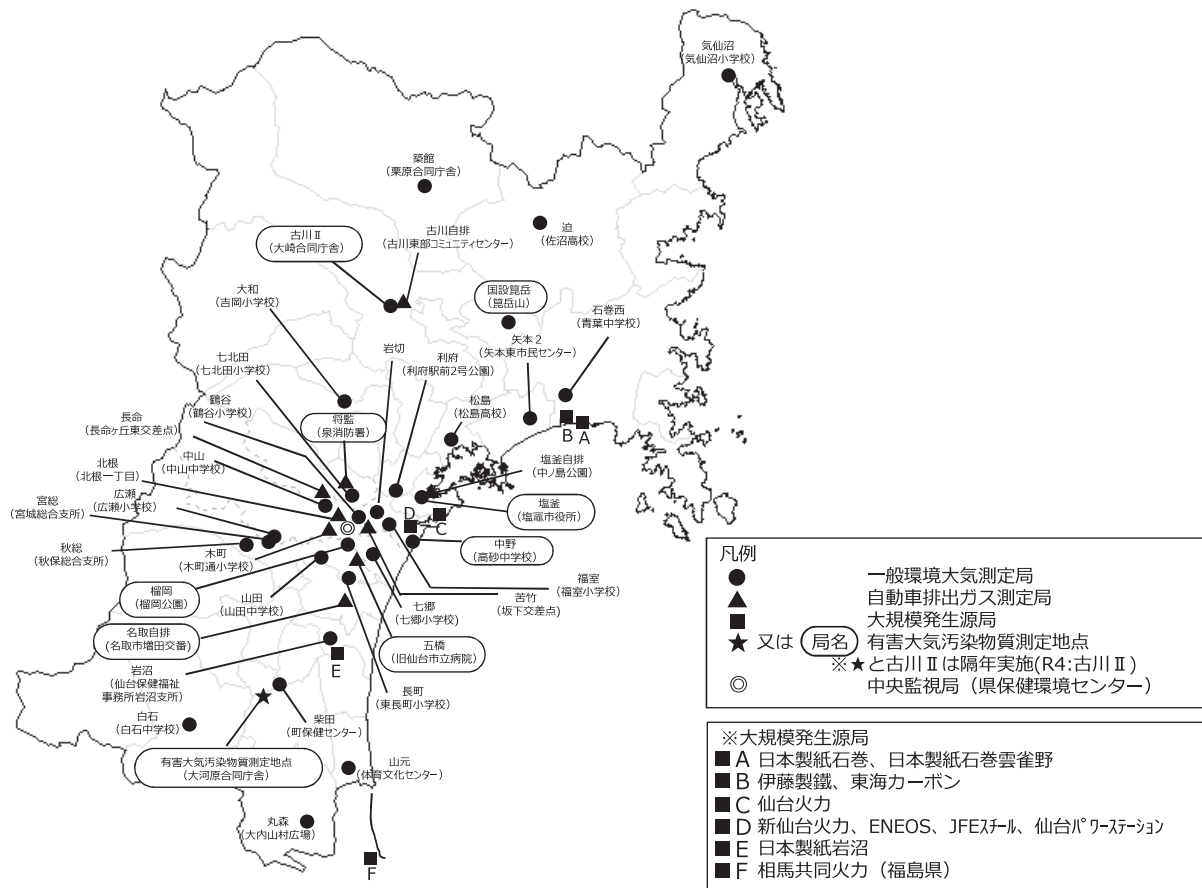 気仙沼
（気仙沼小学校）
築館
（栗原合同庁舎）
迫
（佐沼高校）
古川Ⅱ
（大崎合同庁舎）
古川自排
（古川東部コミュニティセンター）
国設箟岳
（箟岳山）
大和
（吉岡小学校）
石巻西
（青葉中学校）
矢本２
（矢本東市民センター）
岩切
利府
（利府駅前2号公園）
七北田
（七北田小学校）
鶴谷
（鶴谷小学校）
松島
（松島高校）
将監
（泉消防署）
長命
（長命ヶ丘東交差点）
中山
（中山中学校）
北根
（北根一丁目）
B
A
塩釜自排
（中ノ島公園）
宮総
（宮城総合支所）
広瀬
（広瀬小学校）
塩釜
（塩竈市役所）
D
C
中野
（高砂中学校）
秋総
（秋保総合支所）
木町
（木町通小学校）
福室
（福室小学校）
榴岡
（榴岡公園）
山田
（山田中学校）
七郷
（七郷小学校）
苦竹
（坂下交差点）
名取自排
（名取市増田交番）
五橋
（旧仙台市立病院）
岩沼
（仙台保健福祉
事務所岩沼支所）
E
長町
（東長町小学校）
白石
（白石中学校）
柴田
（町保健センター）
有害大気汚染物質測定地点
（大河原合同庁舎）
山元
（体育文化センター）
丸森
（大内山村広場）
F
凡例
● 一般環境大気測定局
▲ 自動車排出ガス測定局
■ 大規模発生源局
★ 又は 局名 有害大気汚染物質測定地点
※★と古川Ⅱは隔年実施(R4:古川Ⅱ)
◎ 中央監視局（県保健環境センター）
※大規模発生源局
■ A 日本製紙石巻、日本製紙石巻雲雀野
■ B 伊藤製鐵、東海カーボン
■ C 仙台火力
■ D 新仙台火力、ENEOS、JFEｽﾁｰﾙ、仙台ﾊﾟﾜｰｽﾃｰｼｮﾝ
■ E 日本製紙岩沼
■ F 相馬共同火力（福島県）